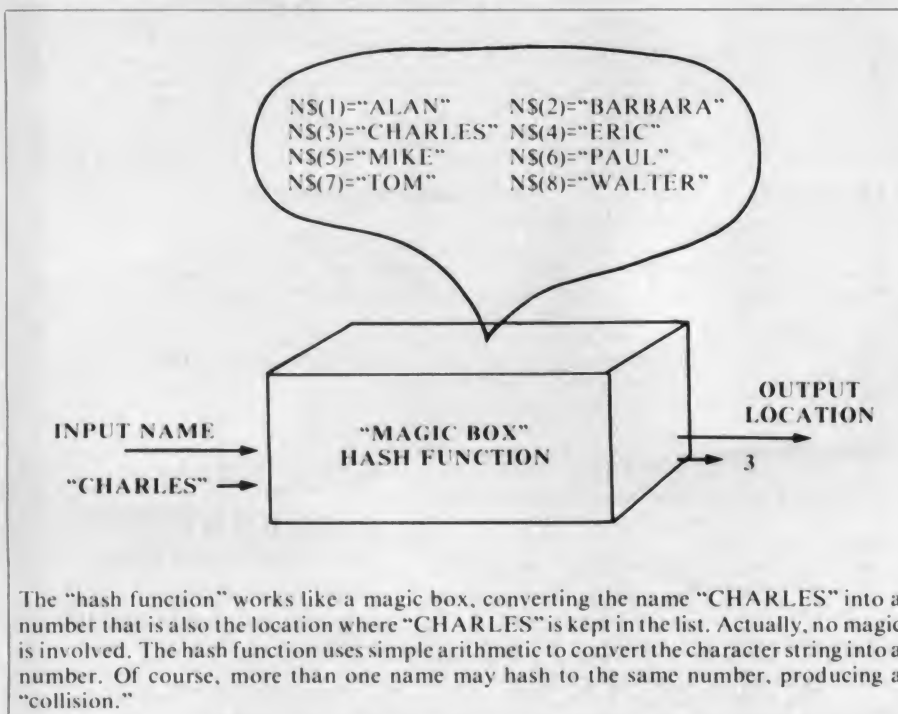 N$(1)=“ALAN” N$(2)=“BARBARA”
N$(3)=“CHARLES” N$(4)=“ERIC”
N$(5)=“MIKE” N$(6)=“PAUL”
N$(7)=“TOM” N$(8)=“WALTER”
INPUT NAME
“CHARLES”
“MAGIC BOX”
HASH FUNCTION
OUTPUT
LOCATION
3
The “hash function” works like a magic box, converting the name “CHARLES” into a
number that is also the location where “CHARLES” is kept in the list. Actually, no magic
is involved. The hash function uses simple arithmetic to convert the character string into a
number. Of course, more than one name may hash to the same number, producing a
“collision.”